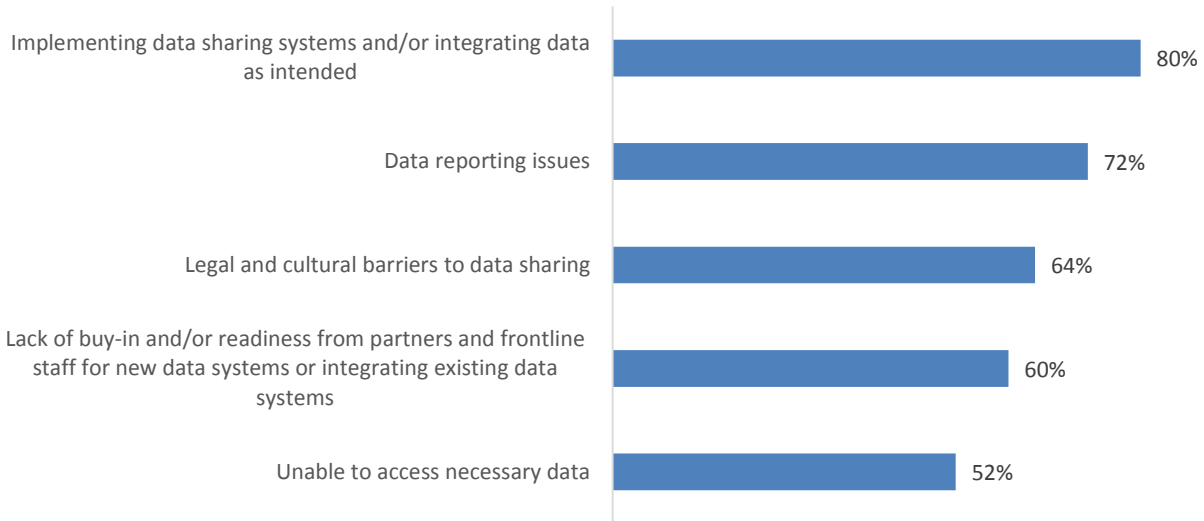 Implementing data sharing systems and/or integrating data
as intended
80%
Data reporting issues
72%
Legal and cultural barriers to data sharing
64%
Lack of buy-in and/or readiness from partners and frontline
staff for new data systems or integrating existing data
systems
60%
Unable to access necessary data
52%